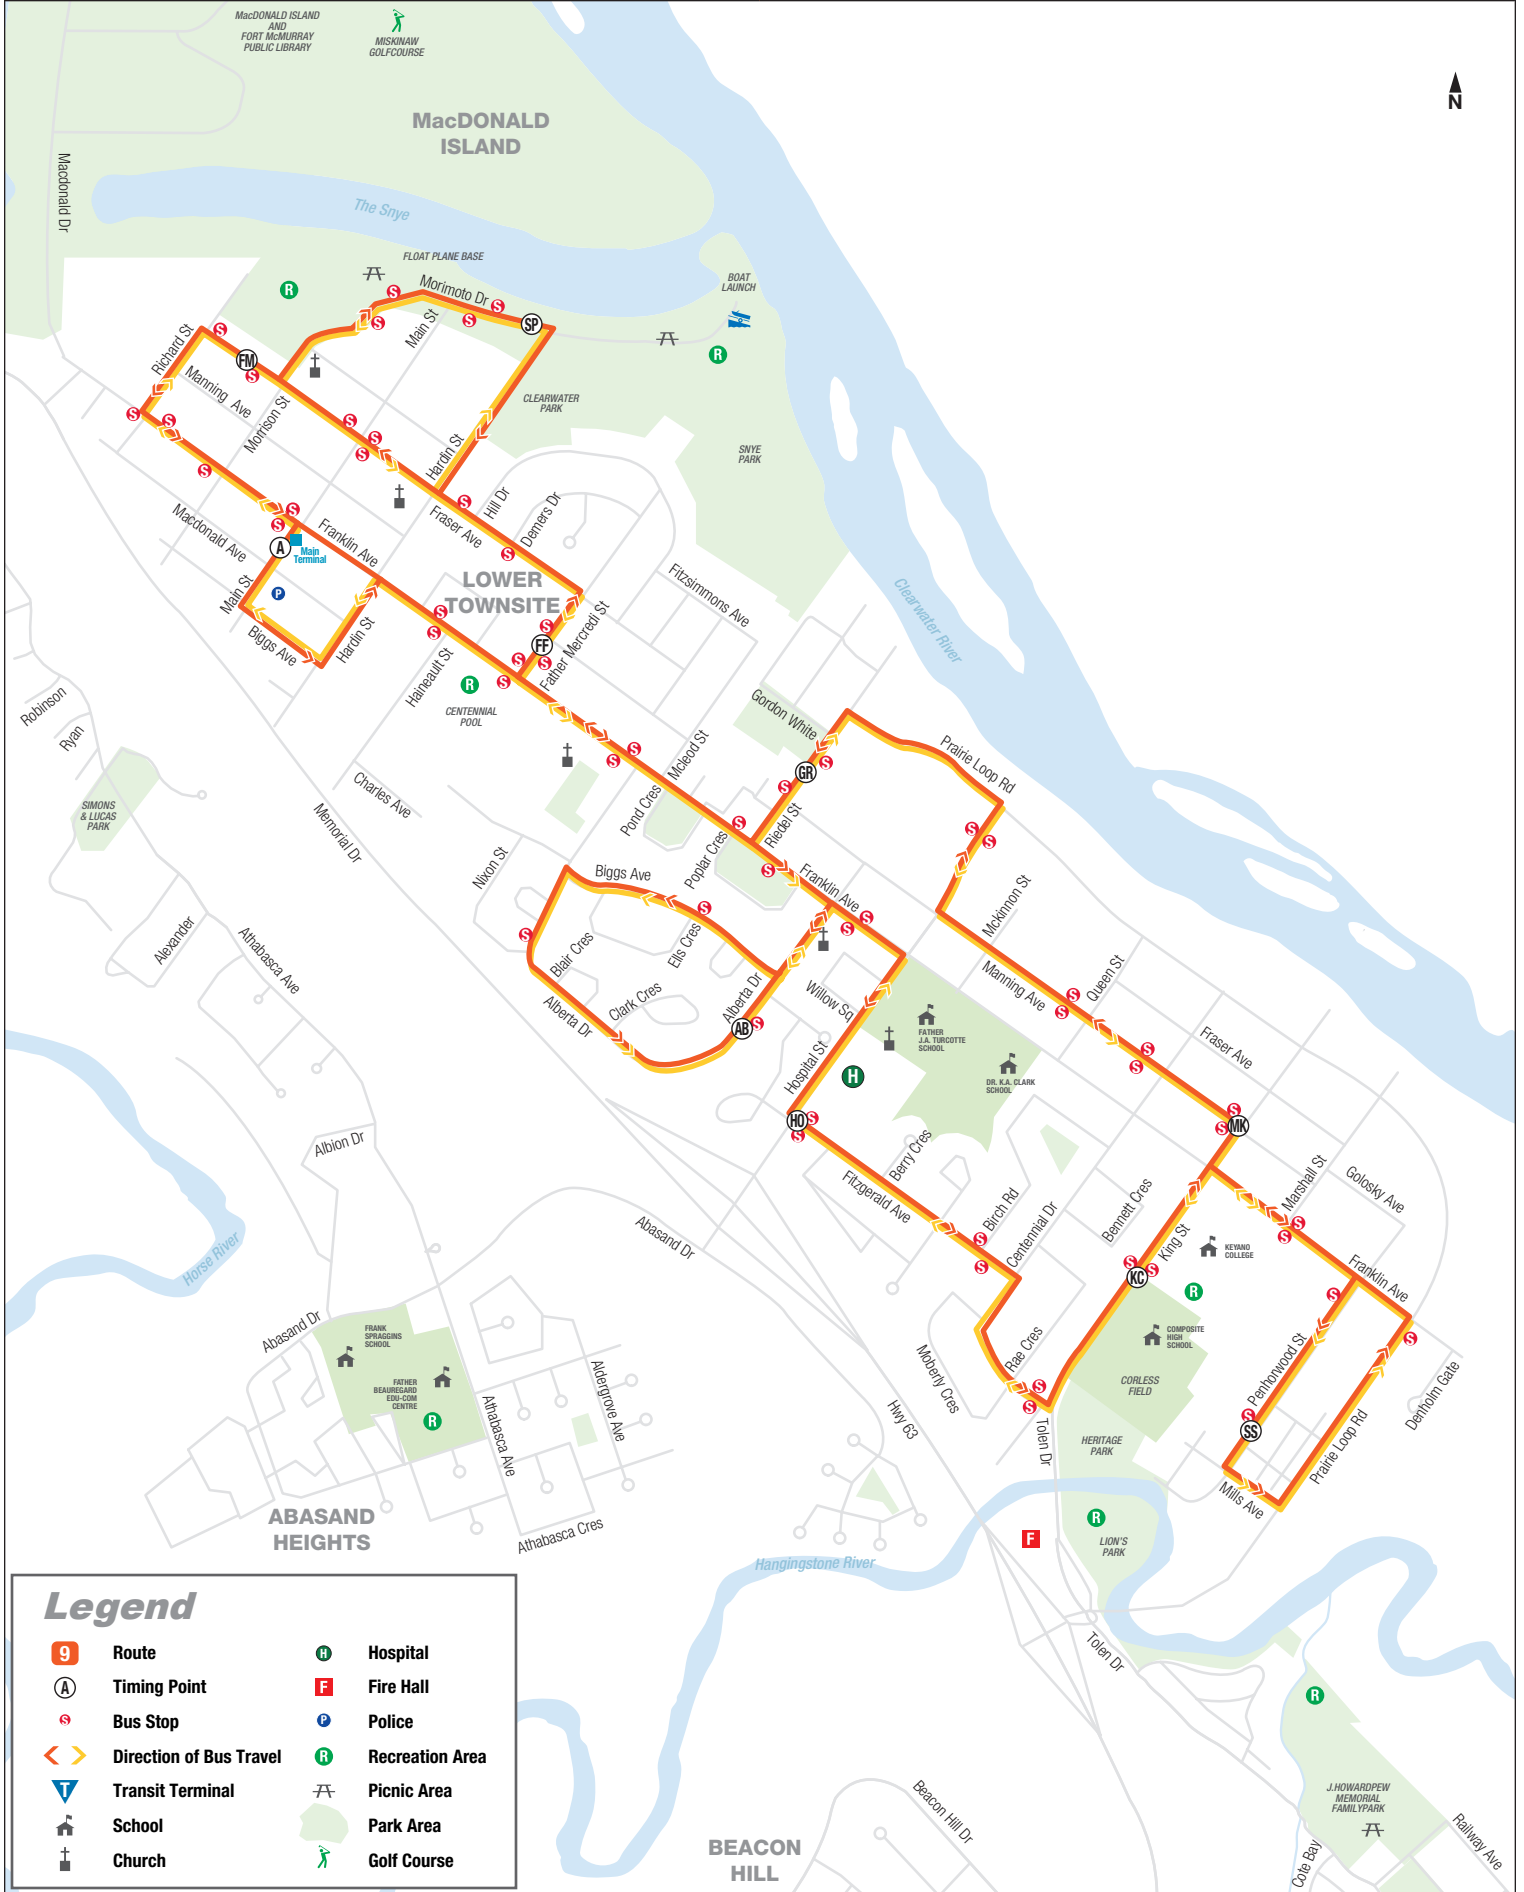 MacDONALD ISLAND
AND
FORT McMURRAY
PUBLIC LIBRARY
MISKINAW
GOLFCOURSE
N
MacDONALD
ISLAND
Macdonald Dr
The Snye
FLOAT PLANE BASE
R
Morimoto Dr
BOAT
LAUNCH
S
S
S
S
SP
Main St
Richard St
S
FM
S
R
Manning Ave
Morrison St
CLEARWATER
PARK
S
S
S
S
S
SNYE
PARK
Hardin St
S
S
Hill Dr
Demers Dr
Fraser Ave
S
Macdonald Ave
S
S
Franklin Ave
A
Main
Terminal
S
LOWER
TOWNSITE
Fitzsimmons Ave
Clearwater River
Main St
P
Biggs Ave
Hardin St
S
S
Father Mercredi St
S
FF
S
S
S
Haineault St
R
CENTENNIAL
POOL
Robinson
Ryan
Gordon White
Prairie Loop Rd
S
S
Mcleod St
GR
S
S
Charles Ave
Pond Cres
Riedel St
SIMONS
& LUCAS
PARK
Memorial Dr
Poplar Cres
S
S
S
S
Nixon St
Biggs Ave
Franklin Ave
Mckinnon St
S
S
S
Alexander
Athabasca Ave
S
Blair Cres
Ells Cres
Clark Cres
Alberta Dr
Alberta Dr
AB
S
Willow Sq
Manning Ave
S
S
Queen St
FATHER
J.A. TURCOTTE
SCHOOL
Hospital St
H
DR. K.A. CLARK
SCHOOL
Fraser Ave
S
S
HO
S
S
S
S
MK
Albion Dr
Berry Cres
Fitzgerald Ave
Birch Rd
Centennial Dr
Bennett Cres
Marshall St
Golosky Ave
Horse River
Abasand Dr
S
S
King St
KEYANO
COLLEGE
S
S
S
S
KC
R
Franklin Ave
S
S
Abasand Dr
FRANK
SPRAGGINS
SCHOOL
FATHER
BEAUREGARD
EDU-COM
CENTRE
R
Aldergrove Ave
Athabasca Ave
Moberly Cres
Rae Cres
COMPOSITE
HIGH
SCHOOL
CORLESS
FIELD
Penhorwood St
Denholm Gate
S
S
S
SS
Hwy 63
Tolen Dr
HERITAGE
PARK
Prairie Loop Rd
Mills Ave
ABASAND
HEIGHTS
Athabasca Cres
Hangingstone River
F
R
LION'S
PARK
Tolen Dr
R
Beacon Hill Dr
BEACON
HILL
J.HOWARDPEW
MEMORIAL
FAMILYPARK
Cote Bay
Railway Ave
Legend
9 Route
A Timing Point
S Bus Stop
Direction of Bus Travel
T Transit Terminal
School
Church
H Hospital
F Fire Hall
P Police
R Recreation Area
Picnic Area
Park Area
Golf Course